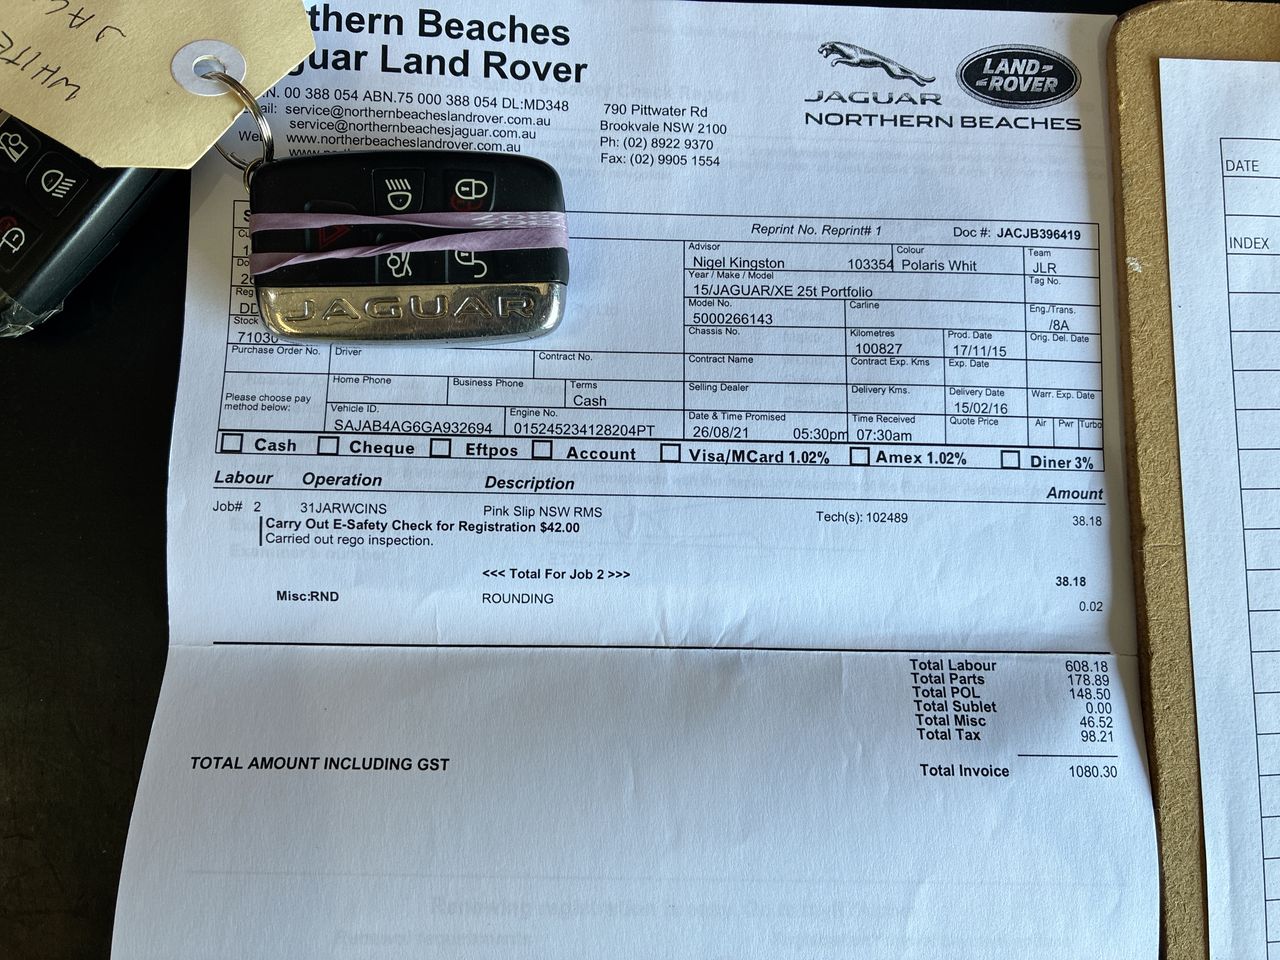 WHITE
thern Beaches
guar Land Rover
N. 00 388 054 ABN.75 000 388 054 DL:MD348
ail: service@northernbeacheslandrover.com.au
service@northernbeachesjaguar.com.au
We www.northerbeacheslandrover.com.au
790 Pittwater Rd
Brookvale NSW 2100
Ph: (02) 8922 9370
Fax: (02) 9905 1554
JAGUAR
LAND-
ROVER
NORTHERN BEACHES
JAGUAR
Reprint No. Reprint# 1 Doc #: JACJB396419
Advisor Colour Team
Nigel Kingston 103354 Polaris Whit JLR
Year / Make / Model Tag No.
15/JAGUAR/XE 25t Portfolio
Model No. Carline Eng./Trans.
5000266143 /8A
Stock
71030
Chassis No. Kilometres Prod. Date Orig. Del. Date
100827 17/11/15
Purchase Order No. Driver Contract No. Contract Name Contract Exp. Kms Exp. Date
Home Phone Business Phone Terms Selling Dealer Delivery Kms. Delivery Date Warr. Exp. Date
Cash 15/02/16
Please choose pay
method below:
Vehicle ID. Engine No. Date & Time Promised Time Received Quote Price Air Pwr Turbo
SAJAB4AG6GA932694 015245234128204PT 26/08/21 05:30pm 07:30am
Cash Cheque Eftpos Account Visa/MCard 1.02% Amex 1.02% Diner 3%
Labour Operation Description Amount
Job# 2 31JARWCINS Pink Slip NSW RMS Tech(s): 102489 38.18
Carry Out E-Safety Check for Registration $42.00
Carried out rego inspection.
<<< Total For Job 2 >>> 38.18
Misc:RND ROUNDING 0.02
Total Labour 608.18
Total Parts 178.89
Total POL 148.50
Total Sublet 0.00
Total Misc 46.52
Total Tax 98.21
TOTAL AMOUNT INCLUDING GST Total Invoice 1080.30
DATE
INDEX